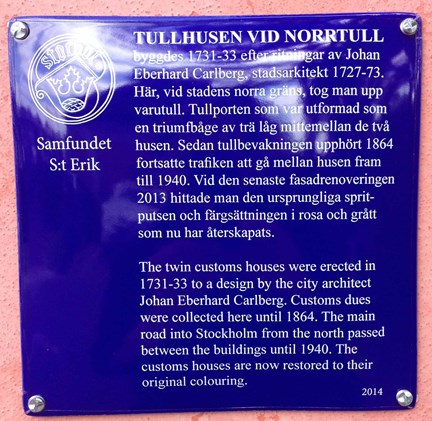 TULLHUSEN VID NORRTULL
byggdes 1731-33 efter ritningar av Johan
Eberhard Carlberg, stadsarkitekt 1727-73.
Här, vid stadens norra gräns, tog man upp
varutull. Tullporten som var utformad som
en triumfbåge av trä låg mittemellan de två
husen. Sedan tullbevakningen upphört 1864
fortsatte trafiken att gå mellan husen fram
till 1940. Vid den senaste fasadrenoveringen
2013 hittade man den ursprungliga sprit-
putsen och färgsättningen i rosa och grått
som nu har återskapats.
Samfundet
S:t Erik
The twin customs houses were erected in
1731-33 to a design by the city architect
Johan Eberhard Carlberg. Customs dues
were collected here until 1864. The main
road into Stockholm from the north passed
between the buildings until 1940. The
customs houses are now restored to their
original colouring.
2014